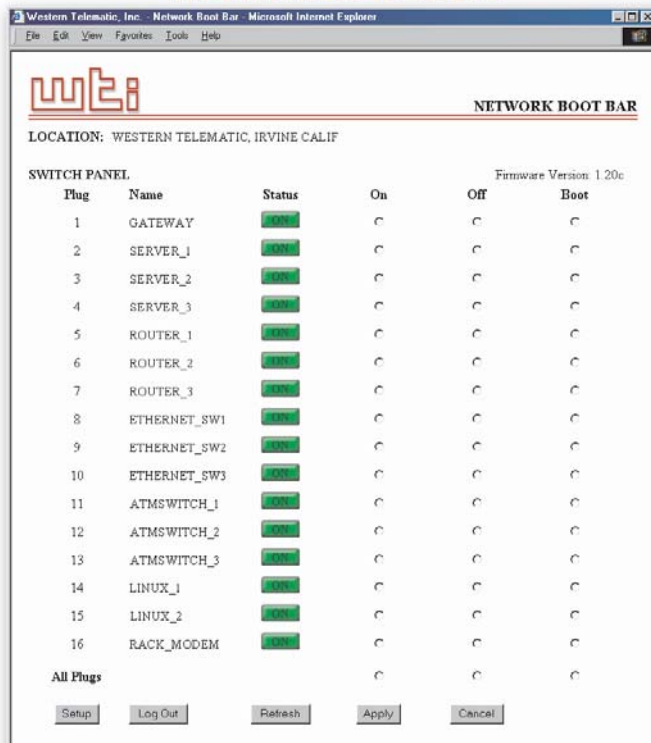 Western Telematic, Inc. - Network Boot Bar - Microsoft Internet Explorer
File Edit View Favorites Tools Help
wti
NETWORK BOOT BAR
LOCATION: WESTERN TELEMATIC, IRVINE CALIF
SWITCH PANEL Firmware Version: 1.20c
Plug Name Status On Off Boot
1 GATEWAY ON
2 SERVER_1 ON
3 SERVER_2 ON
4 SERVER_3 ON
5 ROUTER_1 ON
6 ROUTER_2 ON
7 ROUTER_3 ON
8 ETHERNET_SW1 ON
9 ETHERNET_SW2 ON
10 ETHERNET_SW3 ON
11 ATMSWITCH_1 ON
12 ATMSWITCH_2 ON
13 ATMSWITCH_3 ON
14 LINUX_1 ON
15 LINUX_2 ON
16 RACK_MODEM ON
All Plugs
Setup Log Out Refresh Apply Cancel